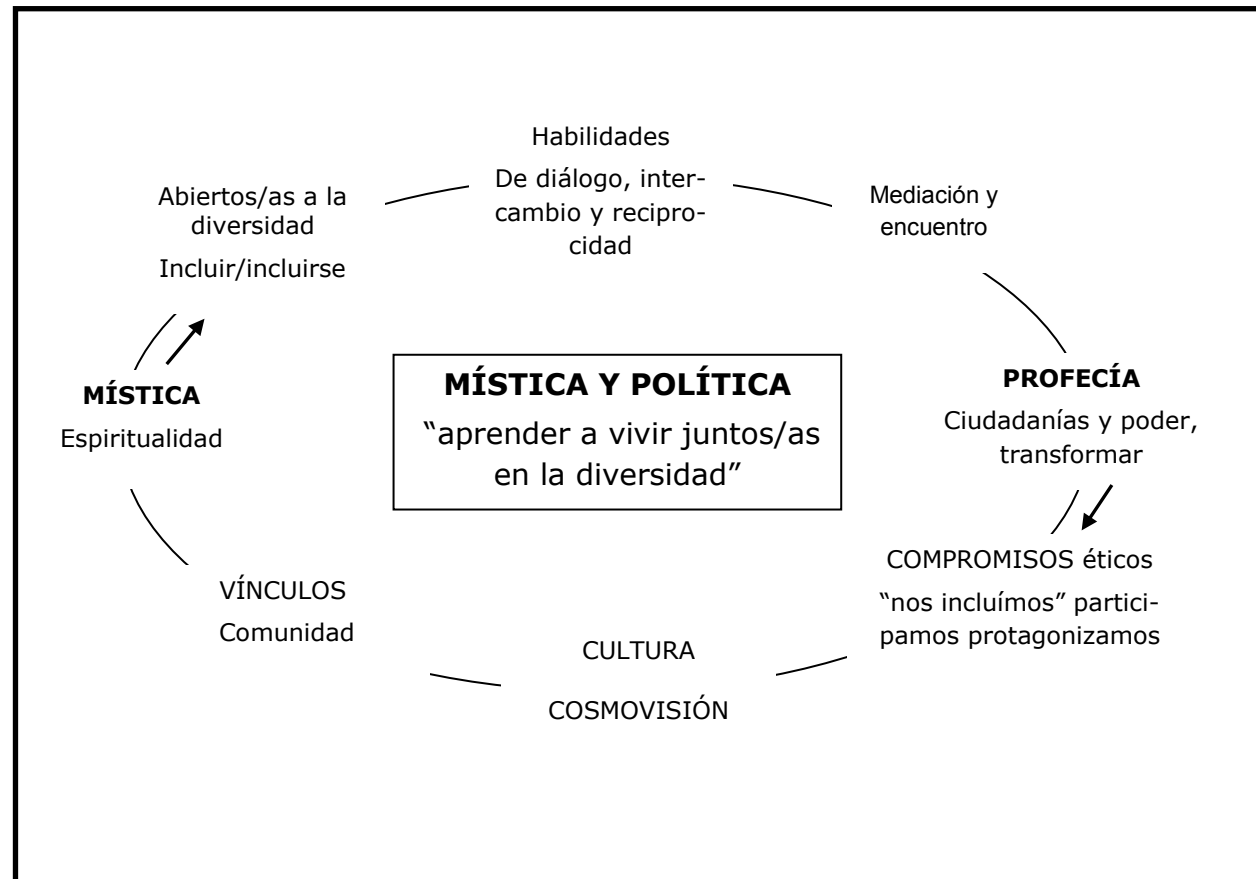 Habilidades
De diálogo, inter-
cambio y recipro-
cidad
Abiertos/as a la
diversidad
Incluir/incluirse
Mediación y
encuentro
MÍSTICA
Espiritualidad
MÍSTICA Y POLÍTICA
“aprender a vivir juntos/as
en la diversidad”
PROFECÍA
Ciudadanías y poder,
transformar
COMPROMISOS éticos
“nos incluímos” partici-
pamos protagonizamos
VÍNCULOS
Comunidad
CULTURA
COSMOVISIÓN